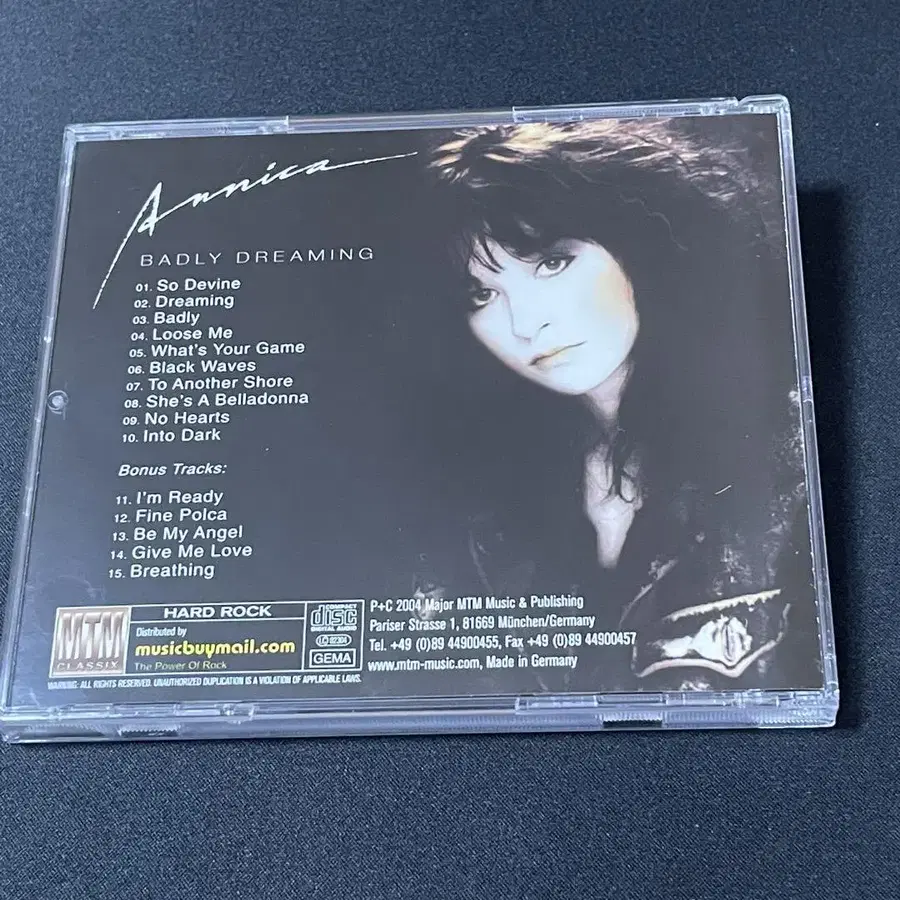 Annica
BADLY DREAMING
01. So Devine
02. Dreaming
03. Badly
04. Loose Me
05. What's Your Game
06. Black Waves
07. To Another Shore
08. She's A Belladonna
09. No Hearts
10. Into Dark
Bonus Tracks:
11. I'm Ready
12. Fine Polca
13. Be My Angel
14. Give Me Love
15. Breathing
MTM
CLASSIX
HARD ROCK
Distributed by
musicbuymail.com
The Power Of Rock
COMPACT
disc
DIGITAL AUDIO
LC 02304
GEMA
P+C 2004 Major MTM Music & Publishing
Pariser Strasse 1, 81669 München/Germany
Tel. +49 (0)89 44900455, Fax +49 (0)89 44900457
www.mtm-music.com, Made in Germany
WARNING: ALL RIGHTS RESERVED. UNAUTHORIZED DUPLICATION IS A VIOLATION OF APPLICABLE LAWS.